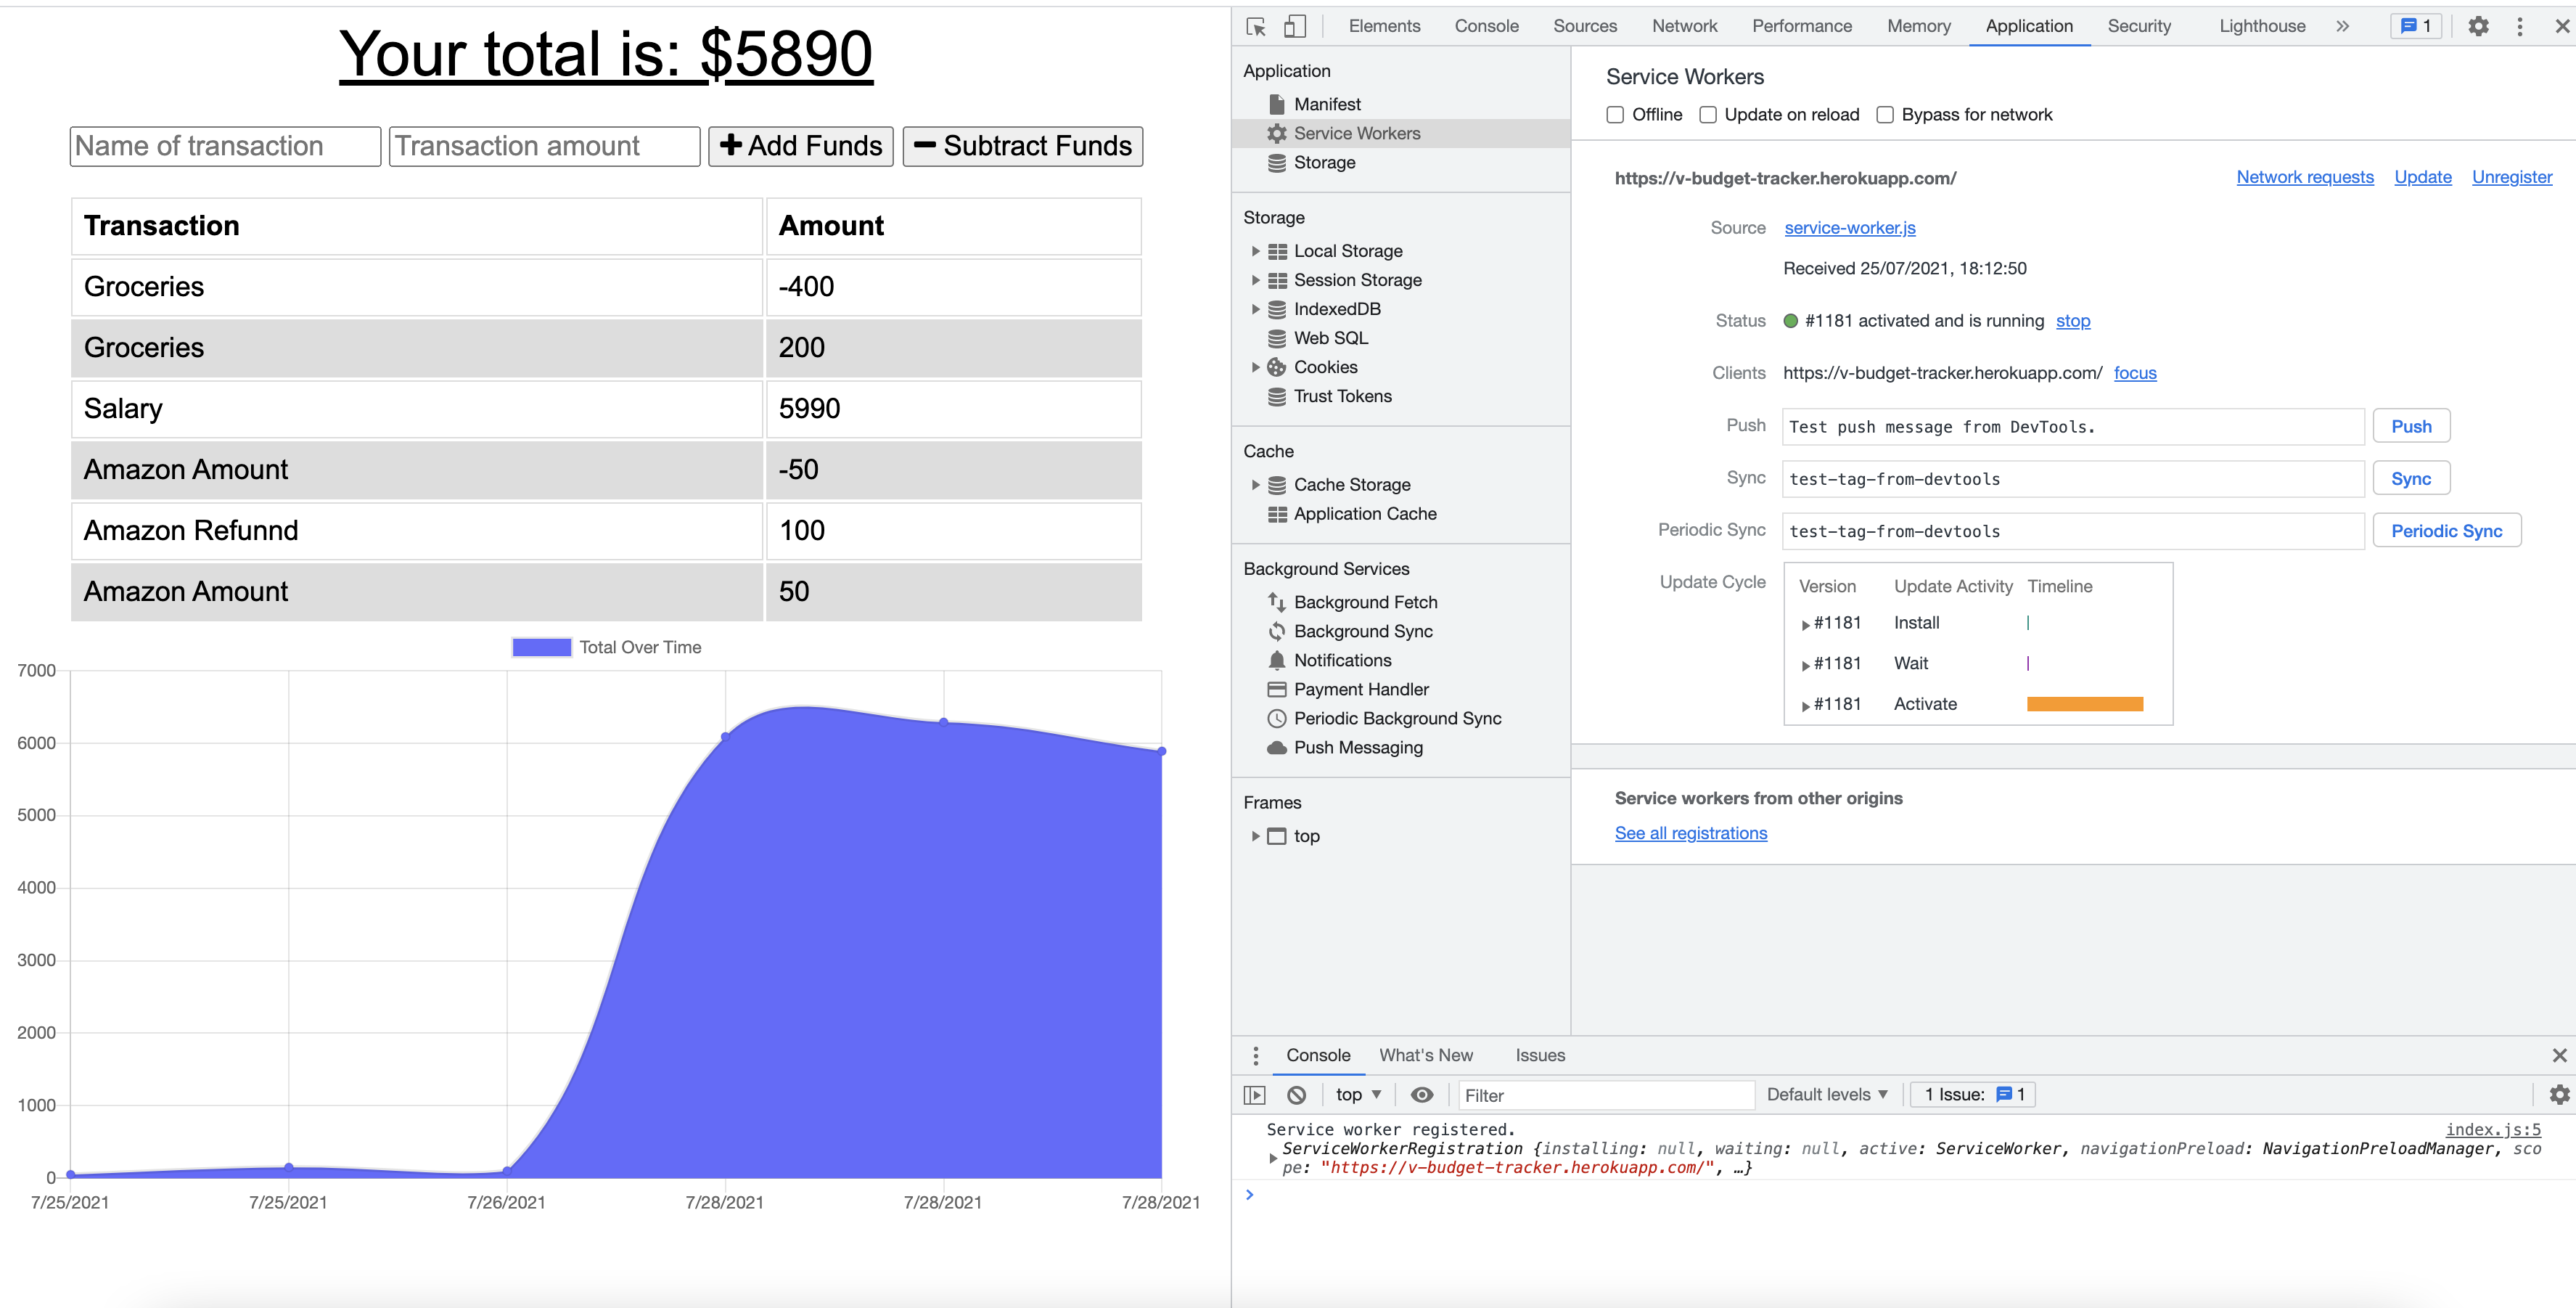 Your total is: $5890
Name of transaction Transaction amount Add Funds Subtract Funds
Transaction Amount
Groceries -400
Groceries 200
Salary 5990
Amazon Amount -50
Amazon Refunnd 100
Amazon Amount 50
Total Over Time
7000
6000
5000
4000
3000
2000
1000
0
7/25/2021 7/25/2021 7/26/2021 7/28/2021 7/28/2021 7/28/2021
Elements Console Sources Network Performance Memory Application Security Lighthouse » 1
Application
Manifest
Service Workers
Storage
Storage
Local Storage
Session Storage
IndexedDB
Web SQL
Cookies
Trust Tokens
Cache
Cache Storage
Application Cache
Background Services
Background Fetch
Background Sync
Notifications
Payment Handler
Periodic Background Sync
Push Messaging
Frames
top
Service Workers
Offline Update on reload Bypass for network
https://v-budget-tracker.herokuapp.com/ Network requests Update Unregister
Source service-worker.js
Received 25/07/2021, 18:12:50
Status #1181 activated and is running stop
Clients https://v-budget-tracker.herokuapp.com/ focus
Push Test push message from DevTools. Push
Sync test-tag-from-devtools Sync
Periodic Sync test-tag-from-devtools Periodic Sync
Update Cycle Version Update Activity Timeline
#1181 Install
#1181 Wait
#1181 Activate
Service workers from other origins
See all registrations
Console What's New Issues
top Filter Default levels 1 Issue: 1
Service worker registered. index.js:5
ServiceWorkerRegistration {installing: null, waiting: null, active: ServiceWorker, navigationPreload: NavigationPreloadManager, sco
pe: "https://v-budget-tracker.herokuapp.com/", …}